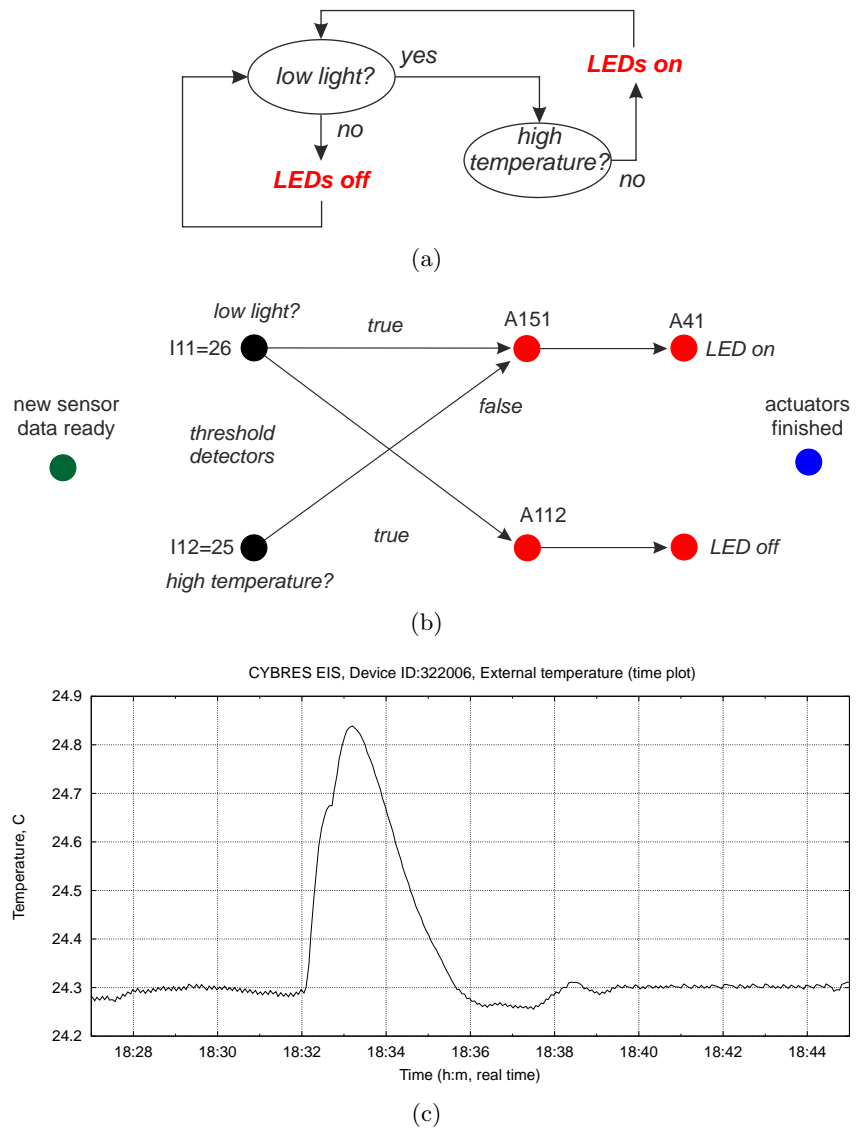 low light?
yes
LEDs on
no
high
temperature?
no
LEDs off
(a)
low light?
true
A151
A41
I11=26
LED on
new sensor
data ready
false
actuators
finished
threshold
detectors
A112
true
I12=25
LED off
high temperature?
(b)
CYBRES EIS, Device ID:322006, External temperature (time plot)
24.9
24.8
24.7
24.6
24.5
24.4
24.3
24.2
Temperature, C
18:28 18:30 18:32 18:34 18:36 18:38 18:40 18:42 18:44
Time (h:m, real time)
(c)